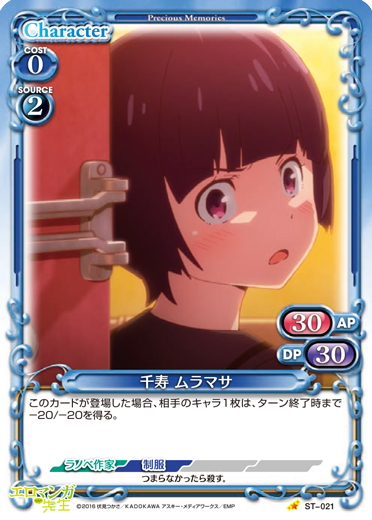 Precious Memories
Character
COST
0
SOURCE
2
30 AP
DP 30
千寿 ムラマサ
このカードが登場した場合、相手のキャラ1枚は、ターン終了時まで
−20/−20を得る。
ラノベ作家 制服
つまらなかったら殺す。
エロマンガ先生
©2016 伏見つかさ/KADOKAWA アスキー・メディアワークス/EMP
ST−021